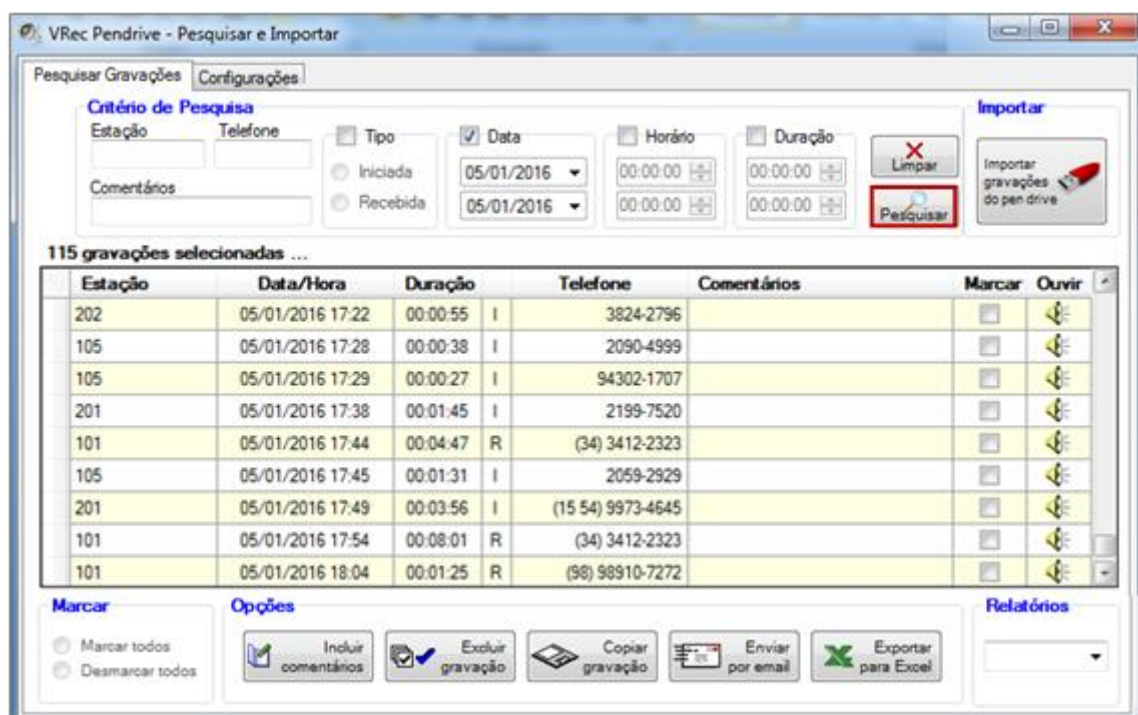 VRec Pendrive - Pesquisar e Importar
Pesquisar Gravações Configurações
Critério de Pesquisa Importar
Estação Telefone Tipo Data Horário Duração
Iniciada 05/01/2016 00:00:00 00:00:00 Limpar
Comentários
Recebida 05/01/2016 00:00:00 00:00:00 Pesquisar
Importar
gravações
do pen drive
115 gravações selecionadas ...
Estação Data/Hora Duração Telefone Comentários Marcar Ouvir
202 05/01/2016 17:22 00:00:55 I 3824-2796
105 05/01/2016 17:28 00:00:38 I 2090-4999
105 05/01/2016 17:29 00:00:27 I 94302-1707
201 05/01/2016 17:38 00:01:45 I 2199-7520
101 05/01/2016 17:44 00:04:47 R (34) 3412-2323
105 05/01/2016 17:45 00:01:31 I 2059-2929
201 05/01/2016 17:49 00:03:56 I (15 54) 9973-4645
101 05/01/2016 17:54 00:08:01 R (34) 3412-2323
101 05/01/2016 18:04 00:01:25 R (98) 98910-7272
Marcar Opções Relatórios
Marcar todos
Desmarcar todos
Incluir
comentários
Excluir
gravação
Copiar
gravação
Enviar
por email
Exportar
para Excel